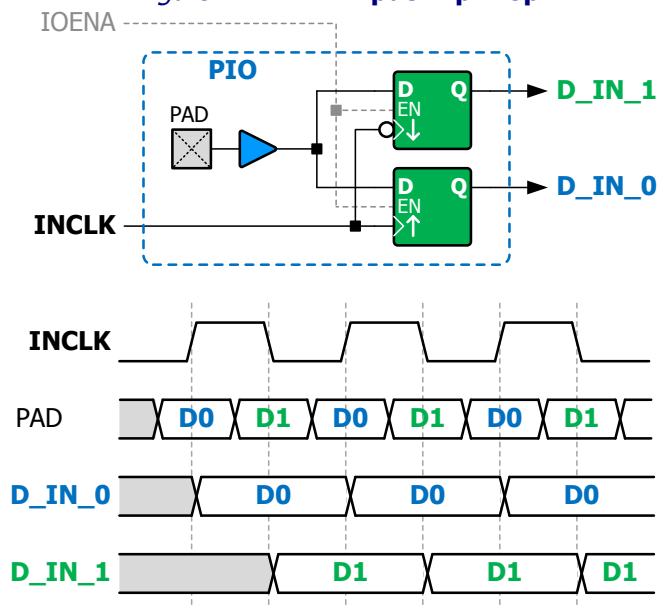 IOENA
PIO
PAD
D Q
EN
D_IN_1
D Q
EN
D_IN_0
INCLK
INCLK
PAD D0 D1 D0 D1 D0 D1
D_IN_0 D0 D0 D0
D_IN_1 D1 D1 D1